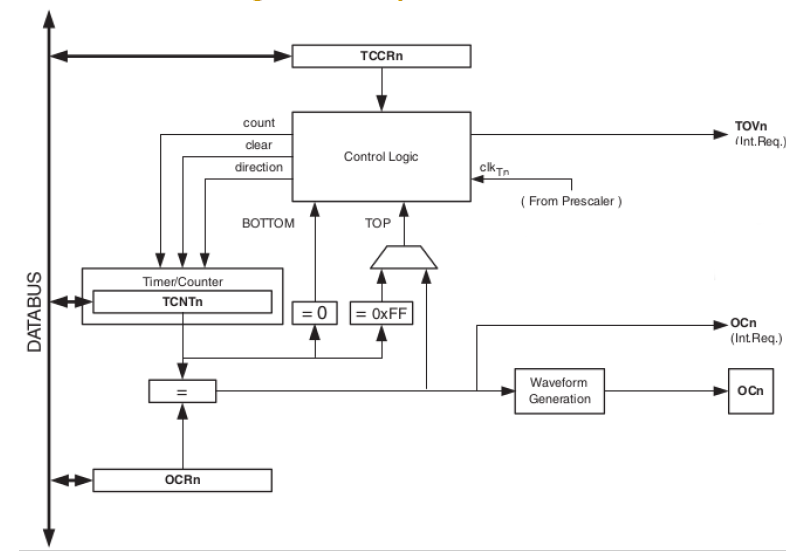 TCCRn
count
clear
direction
Control Logic
TOVn
(Int.Req.)
clkTn
( From Prescaler )
BOTTOM
TOP
DATABUS
Timer/Counter
TCNTn
= 0
= 0xFF
OCn
(Int.Req.)
=
Waveform
Generation
OCn
OCRn